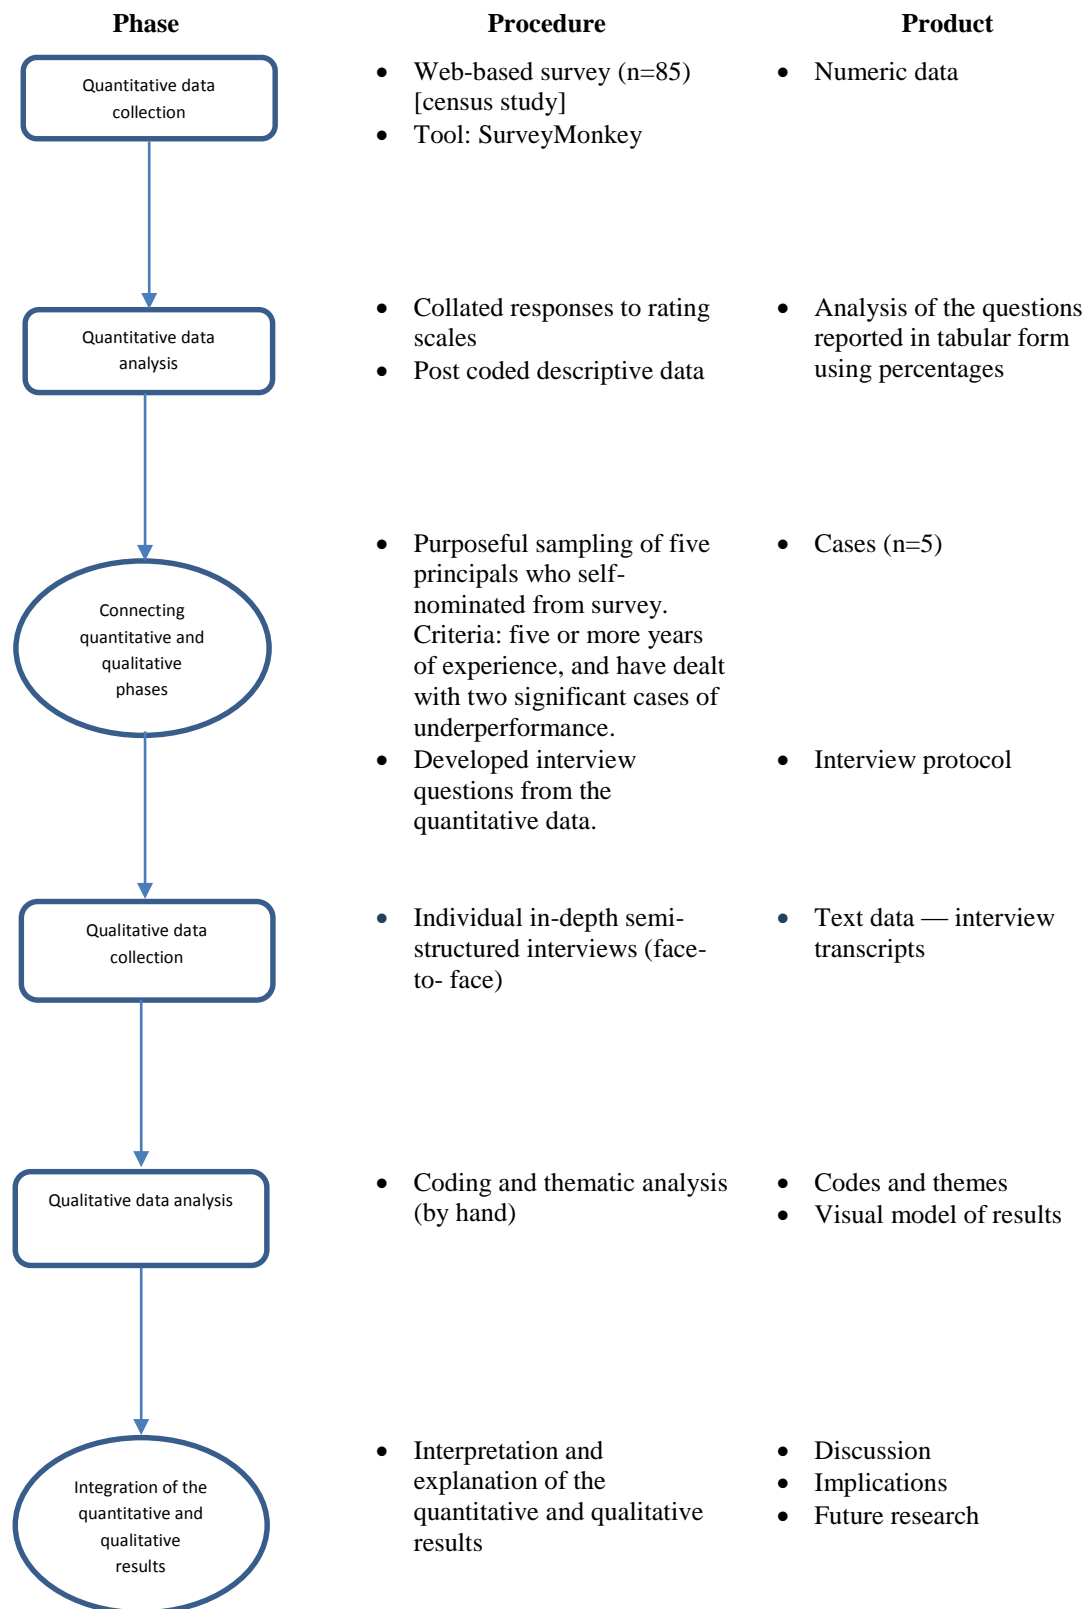 Phase Procedure Product
Quantitative data
collection
• Web-based survey (n=85)
[census study]
• Tool: SurveyMonkey
• Numeric data
Quantitative data
analysis
• Collated responses to rating
scales
• Post coded descriptive data
• Analysis of the questions
reported in tabular form
using percentages
Connecting
quantitative and
qualitative
phases
• Purposeful sampling of five
principals who self-
nominated from survey.
Criteria: five or more years
of experience, and have dealt
with two significant cases of
underperformance.
• Developed interview
questions from the
quantitative data.
• Cases (n=5)
• Interview protocol
Qualitative data
collection
• Individual in-depth semi-
structured interviews (face-
to- face)
• Text data — interview
transcripts
Qualitative data analysis
• Coding and thematic analysis
(by hand)
• Codes and themes
• Visual model of results
Integration of the
quantitative and
qualitative
results
• Interpretation and
explanation of the
quantitative and qualitative
results
• Discussion
• Implications
• Future research